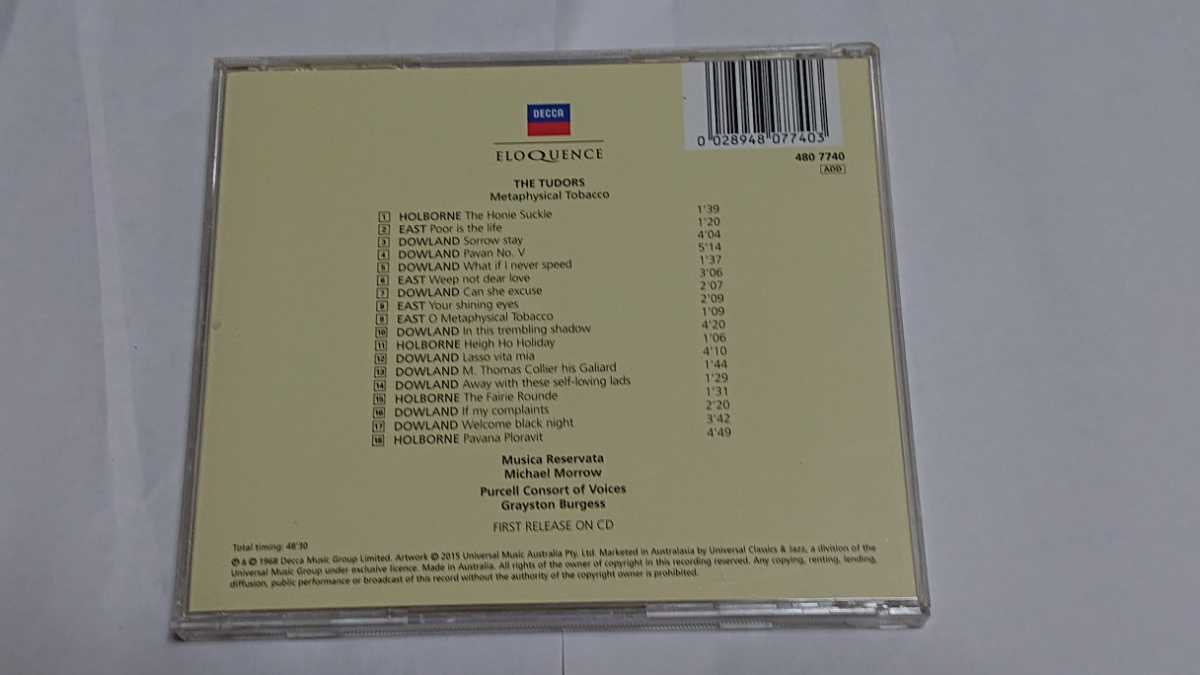 DECCA
ELOQUENCE
0 028948 077403
480 7740
ADD
THE TUDORS
Metaphysical Tobacco
1 HOLBORNE The Honie Suckle 1'39
2 EAST Poor is the life 1'20
3 DOWLAND Sorrow stay 4'04
4 DOWLAND Pavan No. V 5'14
5 DOWLAND What if I never speed 1'37
6 EAST Weep not dear love 3'06
7 DOWLAND Can she excuse 2'07
8 EAST Your shining eyes 2'09
9 EAST O Metaphysical Tobacco 1'09
10 DOWLAND In this trembling shadow 4'20
11 HOLBORNE Heigh Ho Holiday 1'06
12 DOWLAND Lasso vita mia 4'10
13 DOWLAND M. Thomas Collier his Galiard 1'44
14 DOWLAND Away with these self-loving lads 1'29
15 HOLBORNE The Fairie Rounde 1'31
16 DOWLAND If my complaints 2'20
17 DOWLAND Welcome black night 3'42
18 HOLBORNE Pavana Ploravit 4'49
Musica Reservata
Michael Morrow
Purcell Consort of Voices
Grayston Burgess
FIRST RELEASE ON CD
Total timing: 48'30
℗ & © 1968 Decca Music Group Limited. Artwork © 2015 Universal Music Australia Pty. Ltd. Marketed in Australasia by Universal Classics & Jazz, a division of the
Universal Music Group under exclusive licence. Made in Australia. All rights of the owner of copyright in this recording reserved. Any copying, renting, lending,
diffusion, public performance or broadcast of this record without the authority of the copyright owner is prohibited.